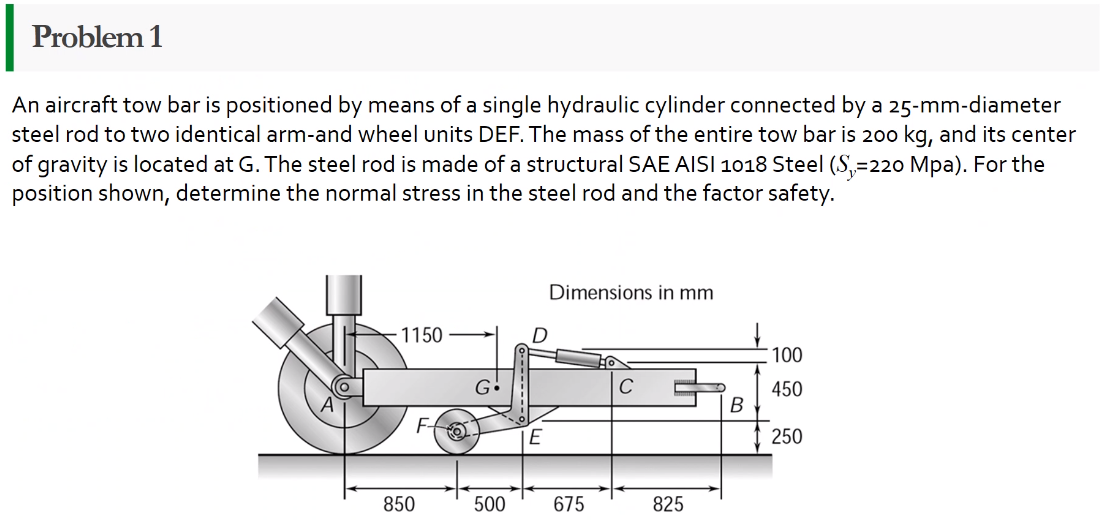 Problem 1
An aircraft tow bar is positioned by means of a single hydraulic cylinder connected by a 25-mm-diameter
steel rod to two identical arm-and wheel units DEF. The mass of the entire tow bar is 200 kg, and its center
of gravity is located at G. The steel rod is made of a structural SAE AISI 1018 Steel (Sy=220 Mpa). For the
position shown, determine the normal stress in the steel rod and the factor safety.
Dimensions in mm
1150
D
100
G
C
450
A
B
F
E
250
850
500
675
825